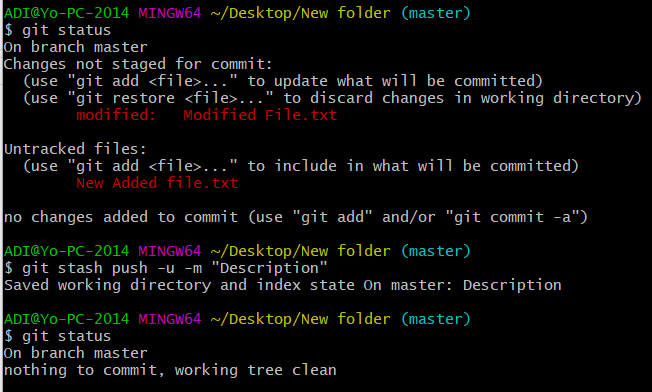 ADI@Yo-PC-2014 MINGW64 ~/Desktop/New folder (master)
$ git status
On branch master
Changes not staged for commit:
  (use "git add <file>..." to update what will be committed)
  (use "git restore <file>..." to discard changes in working directory)
        modified:   Modified File.txt

Untracked files:
  (use "git add <file>..." to include in what will be committed)
        New Added file.txt

no changes added to commit (use "git add" and/or "git commit -a")

ADI@Yo-PC-2014 MINGW64 ~/Desktop/New folder (master)
$ git stash push -u -m "Description"
Saved working directory and index state On master: Description

ADI@Yo-PC-2014 MINGW64 ~/Desktop/New folder (master)
$ git status
On branch master
nothing to commit, working tree clean